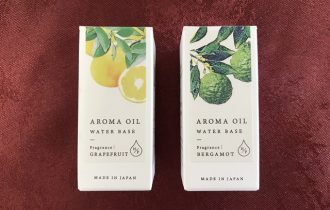 AROMA OIL
WATER BASE
Fragrance
GRAPEFRUIT
MADE IN JAPAN
AROMA OIL
WATER BASE
Fragrance
BERGAMOT
MADE IN JAPAN